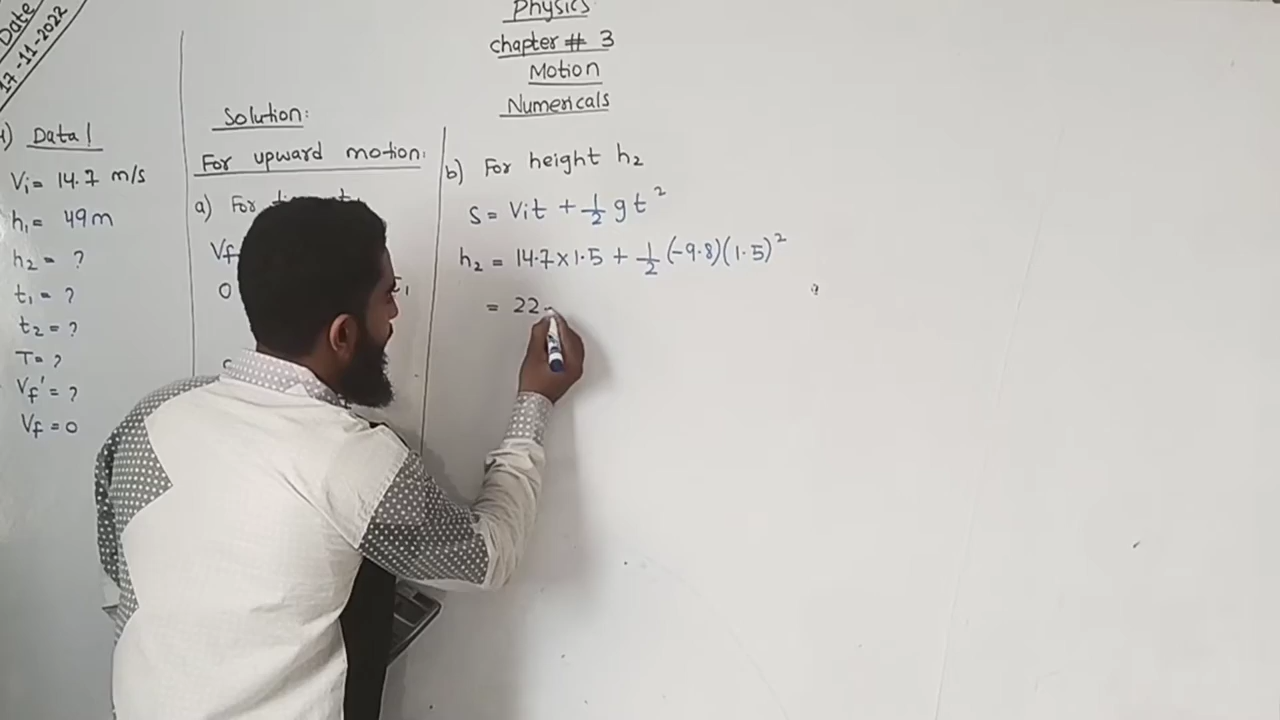 Date
17-11-2022
Physics
chapter # 3
Motion
Numericals
Data!
Vi = 14.7 m/s
h₁ = 49m
h₂ = ?
t₁ = ?
t₂ = ?
T = ?
Vf' = ?
Vf = 0
Solution:
For upward motion:
a) For
Vf
0
b) For height h₂
S = Vit + 1/2 gt²
h₂ = 14.7×1.5 + 1/2 (-9.8)(1.5)²
= 22.